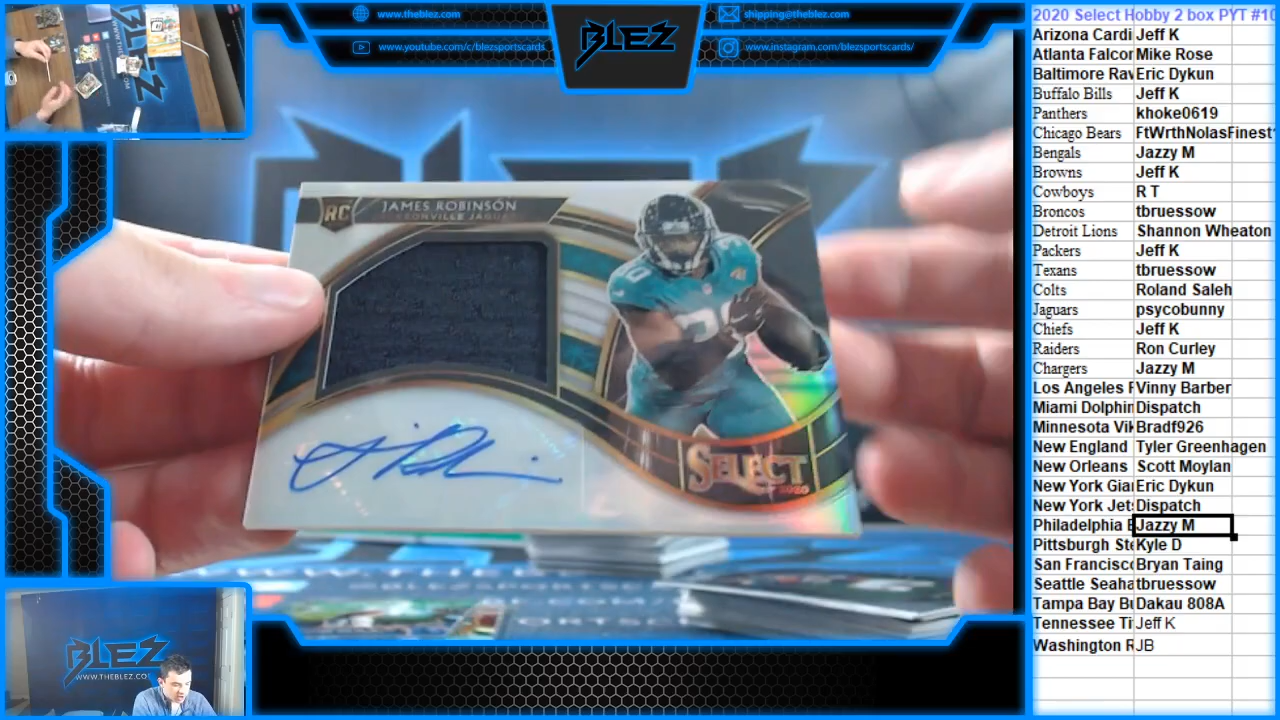 www.theblez.com
www.youtube.com/c/blezsportscards
BLEZ
shipping@theblez.com
www.instagram.com/blezsportscards/
RC
JAMES ROBINSON
SELECT
2020
BLEZ
WWW.THEBLEZ.CO
2020 Select Hobby 2 box PYT #10
Arizona Cardi Jeff K
Atlanta Falcor Mike Rose
Baltimore Rav Eric Dykun
Buffalo Bills Jeff K
Panthers khoke0619
Chicago Bears FtWrthNolasFinest
Bengals Jazzy M
Browns Jeff K
Cowboys R T
Broncos tbruessow
Detroit Lions Shannon Wheaton
Packers Jeff K
Texans tbruessow
Colts Roland Saleh
Jaguars psycobunny
Chiefs Jeff K
Raiders Ron Curley
Chargers Jazzy M
Los Angeles F Vinny Barber
Miami Dolphin Dispatch
Minnesota Vik Bradf926
New England Tyler Greenhagen
New Orleans Scott Moylan
New York Gia Eric Dykun
New York Jets Dispatch
Philadelphia E Jazzy M
Pittsburgh Ste Kyle D
San Francisco Bryan Taing
Seattle Seaha tbruessow
Tampa Bay Bu Dakau 808A
Tennessee Ti Jeff K
Washington R JB